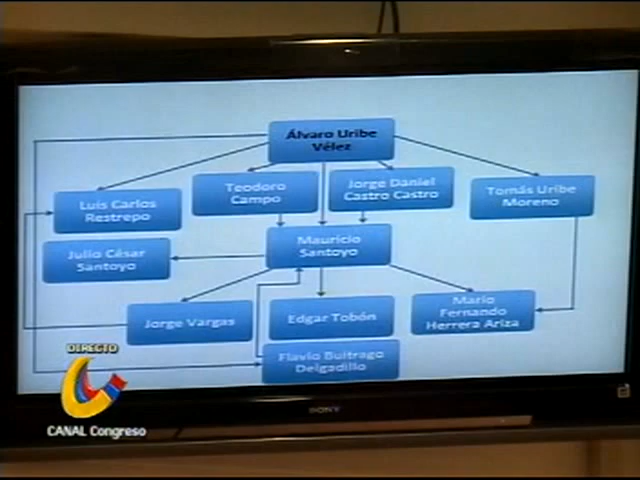 Álvaro Uribe
Vélez
Luis Carlos
Restrepo
Teodoro
Campo
Jorge Daniel
Castro Castro
Tomás Uribe
Moreno
Julio César
Santoyo
Mauricio
Santoyo
Jorge Vargas
Edgar Tobón
Mario
Fernando
Herrera Ariza
Flavio Buitrago
Delgadillo
DIRECTO
CANAL Congreso
SONY